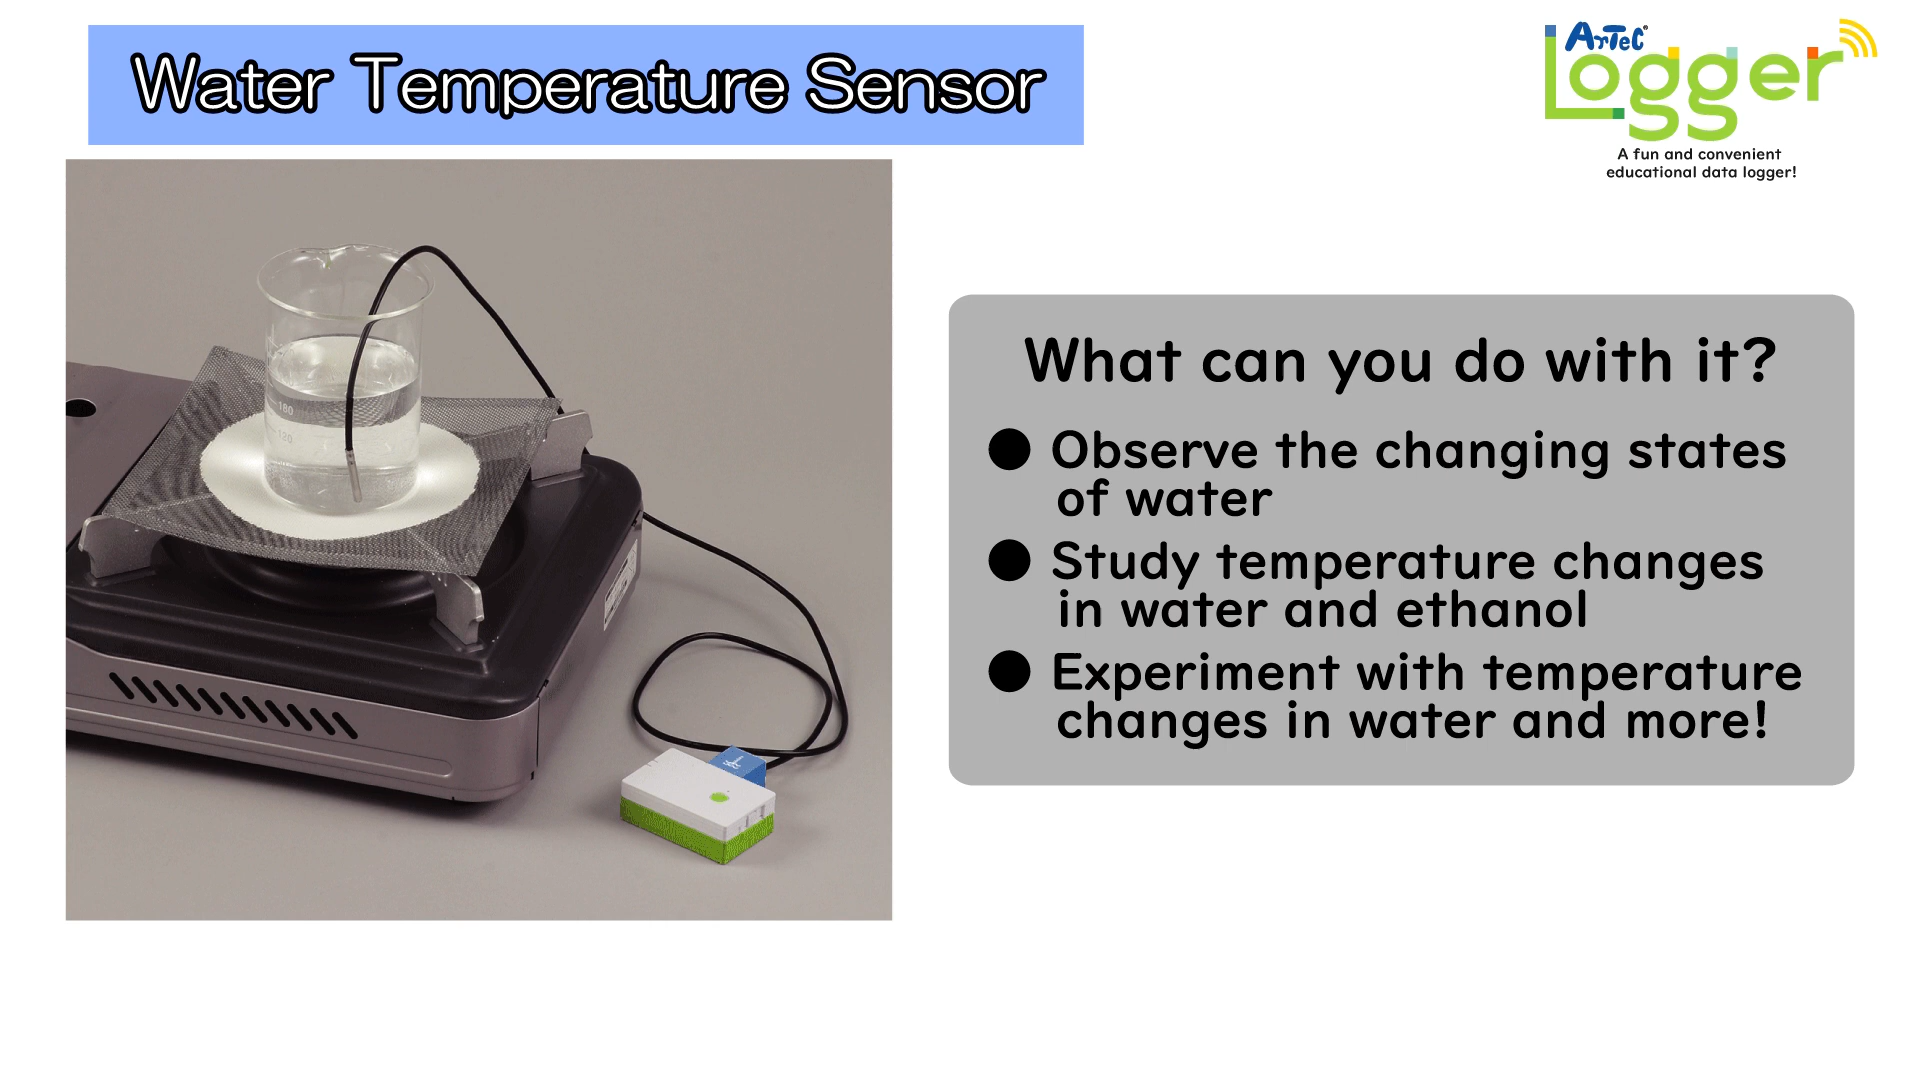 Water Temperature Sensor
ArTeC
Logger
A fun and convenient
educational data logger!
180
120
What can you do with it?
● Observe the changing states
of water
● Study temperature changes
in water and ethanol
● Experiment with temperature
changes in water and more!